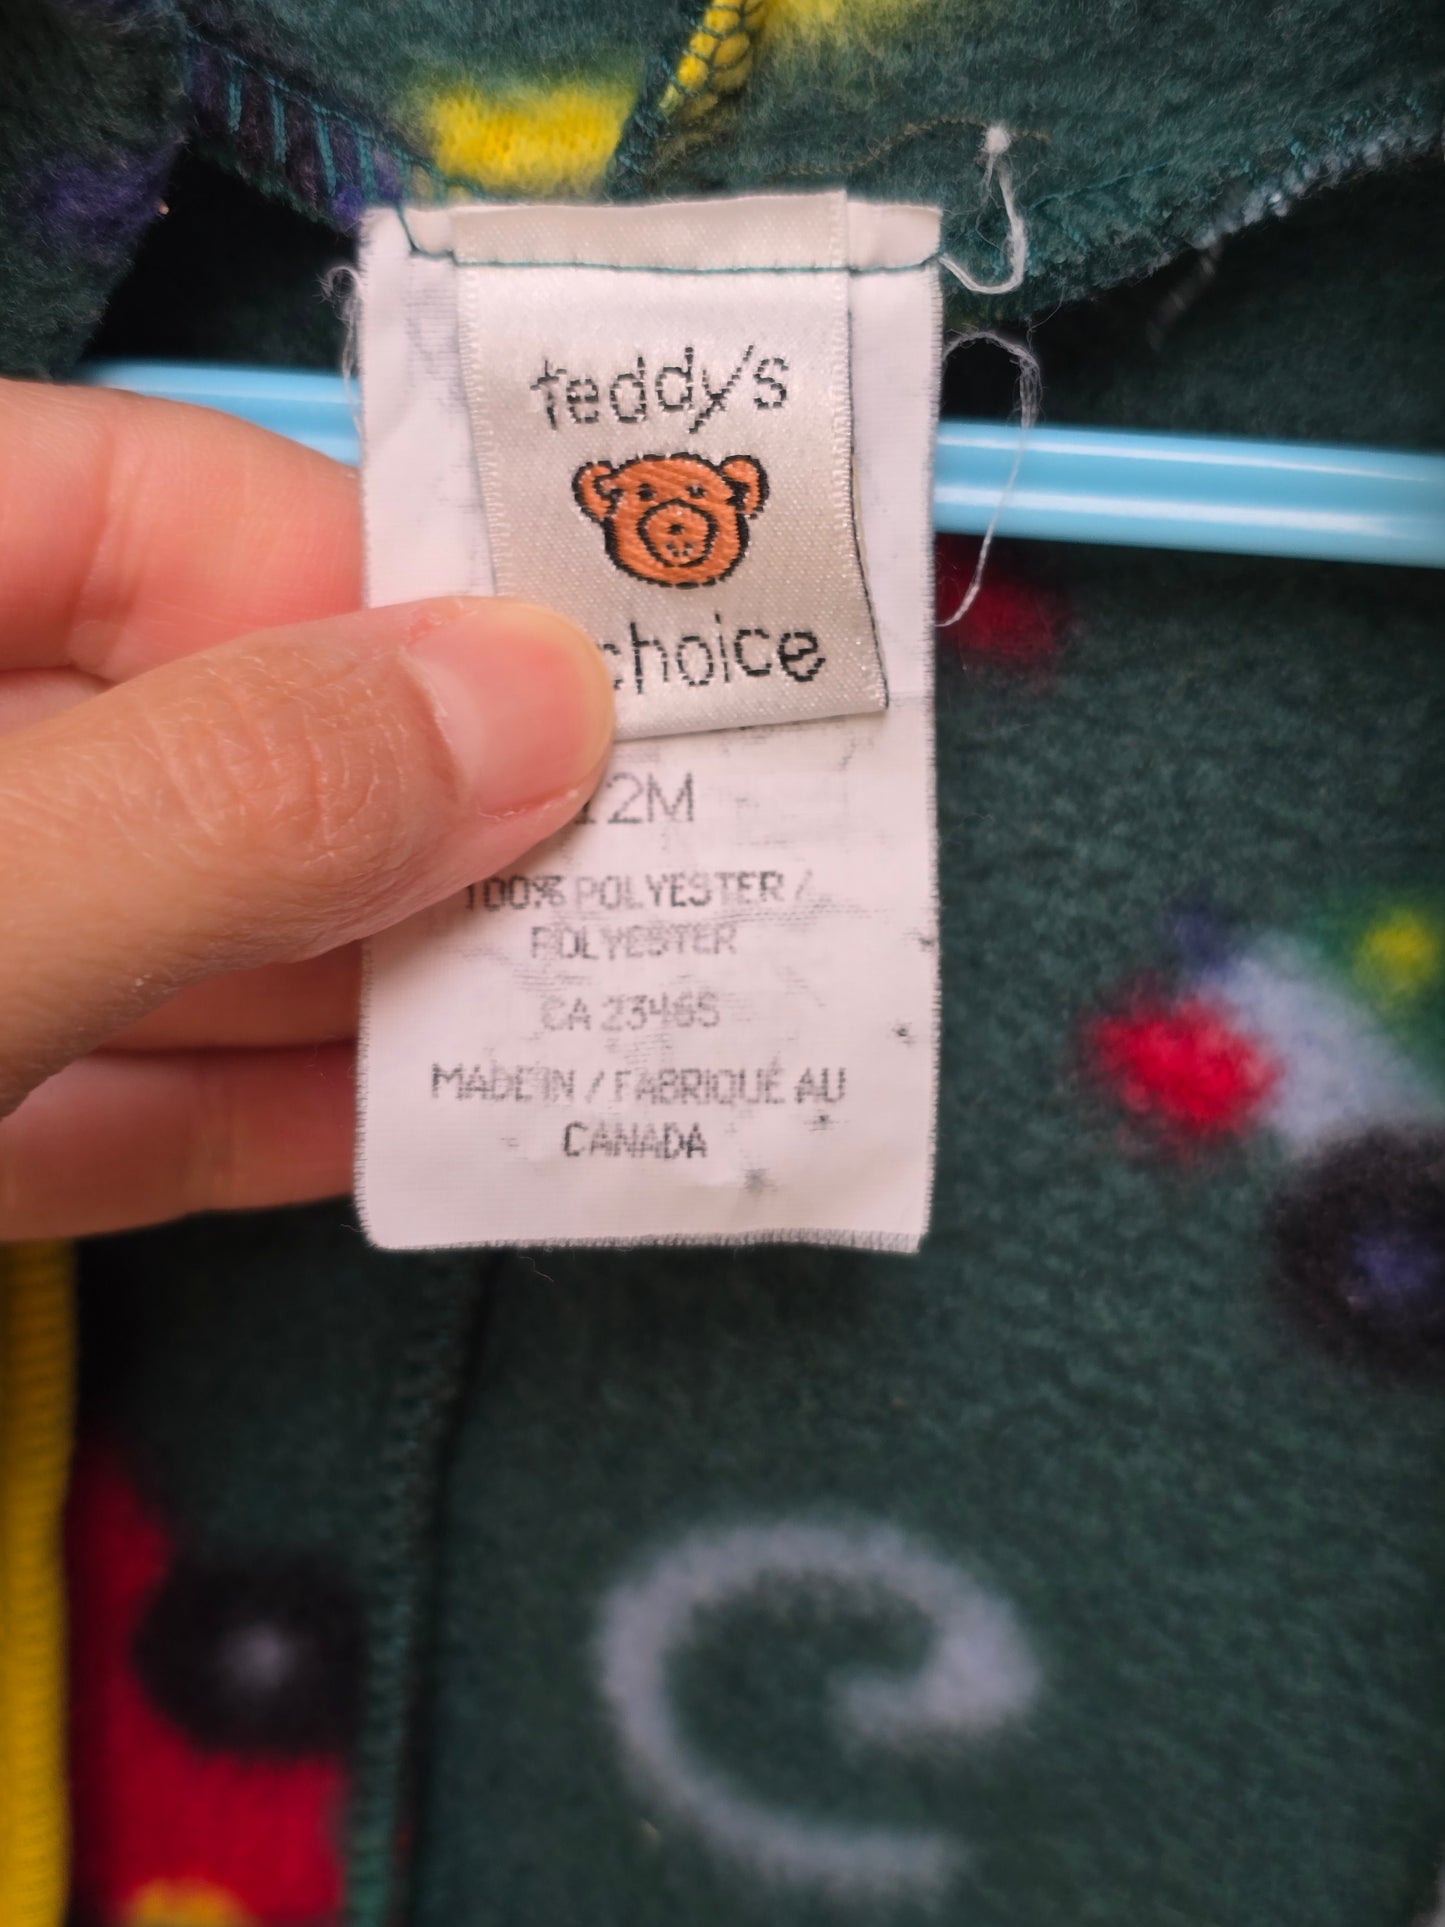 teddy's
choice
12M
100% POLYESTER /
POLYESTER
CA 23465
MADE IN / FABRIQUÉ AU
CANADA